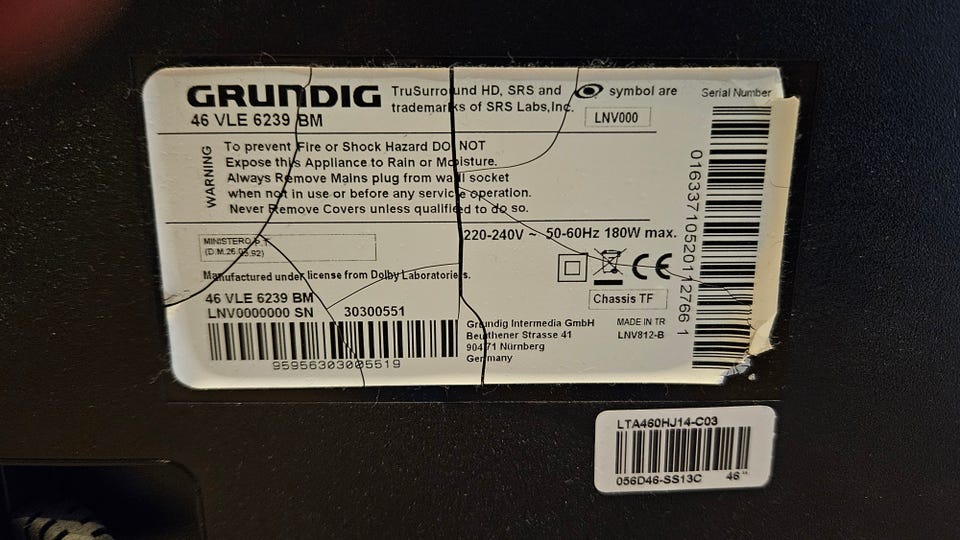 GRUNDIG
46 VLE 6239 BM
TruSurround HD, SRS and symbol are
trademarks of SRS Labs,Inc.
LNV000
Serial Number
WARNING
To prevent Fire or Shock Hazard DO NOT
Expose this Appliance to Rain or Moisture.
Always Remove Mains plug from wall socket
when not in use or before any service operation.
Never Remove Covers unless qualified to do so.
220-240V ~ 50-60Hz 180W max.
MINISTERO P.T
(D.M.26.03.92)
Manufactured under license from Dolby Laboratories.
CE
Chassis TF
46 VLE 6239 BM
LNV0000000 SN 30300551
95956303005519
Grundig Intermedia GmbH
Beuthener Strasse 41
90471 Nürnberg
Germany
MADE IN TR
LNV812-B
LTA460HJ14-C03
056D46-SS13C 46"